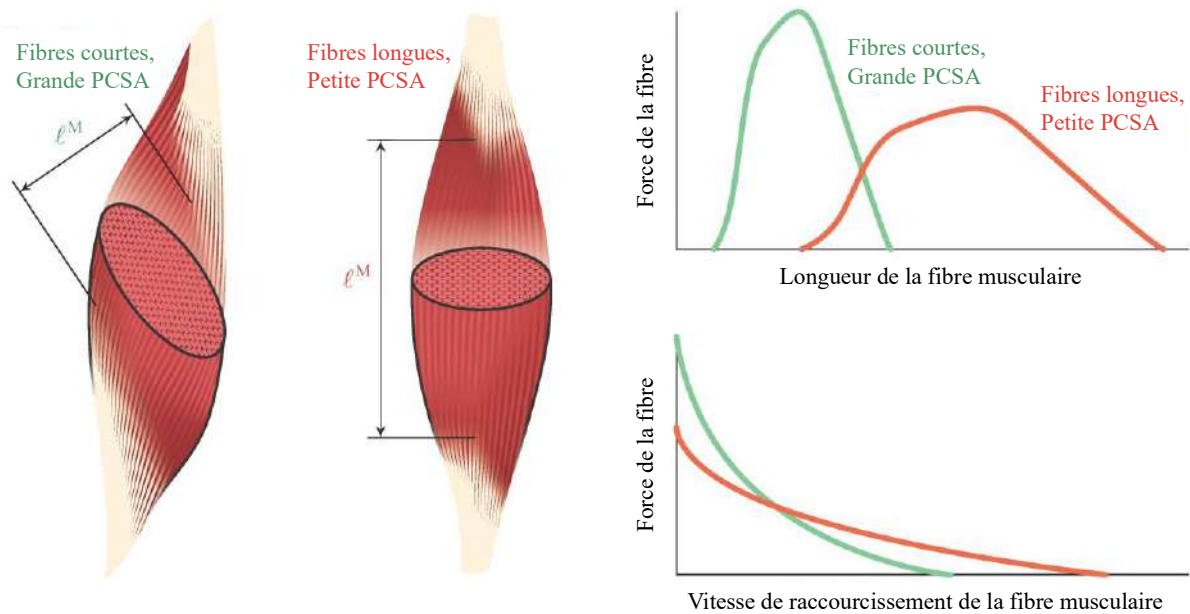 Fibres courtes,
Grande PCSA
ℓᴹ
Fibres longues,
Petite PCSA
ℓᴹ
Force de la fibre
Fibres courtes,
Grande PCSA
Fibres longues,
Petite PCSA
Longueur de la fibre musculaire
Force de la fibre
Vitesse de raccourcissement de la fibre musculaire